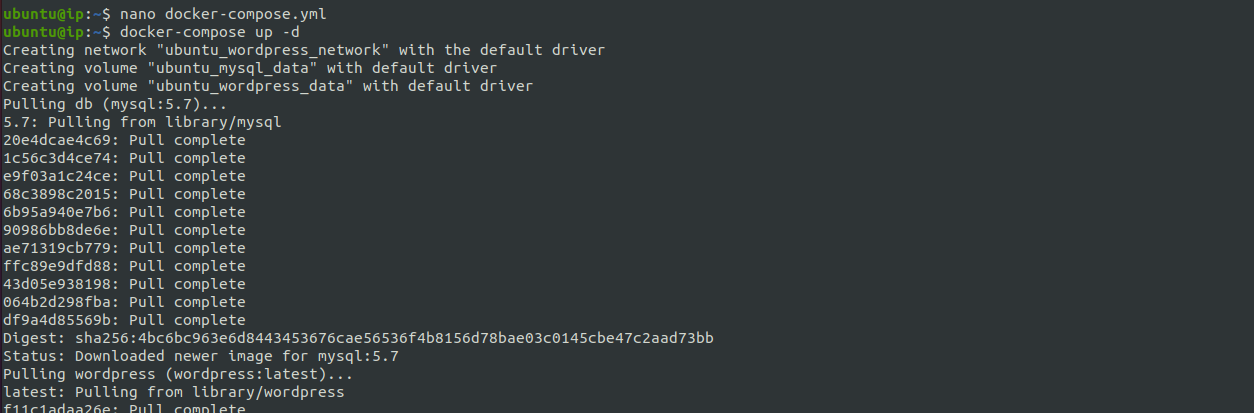 ubuntu@ip:~$ nano docker-compose.yml
ubuntu@ip:~$ docker-compose up -d
Creating network "ubuntu_wordpress_network" with the default driver
Creating volume "ubuntu_mysql_data" with default driver
Creating volume "ubuntu_wordpress_data" with default driver
Pulling db (mysql:5.7)...
5.7: Pulling from library/mysql
20e4dcae4c69: Pull complete
1c56c3d4ce74: Pull complete
e9f03a1c24ce: Pull complete
68c3898c2015: Pull complete
6b95a940e7b6: Pull complete
90986bb8de6e: Pull complete
ae71319cb779: Pull complete
ffc89e9dfd88: Pull complete
43d05e938198: Pull complete
064b2d298fba: Pull complete
df9a4d85569b: Pull complete
Digest: sha256:4bc6bc963e6d8443453676cae56536f4b8156d78bae03c0145cbe47c2aad73bb
Status: Downloaded newer image for mysql:5.7
Pulling wordpress (wordpress:latest)...
latest: Pulling from library/wordpress
f11c1adaa26e: Pull complete